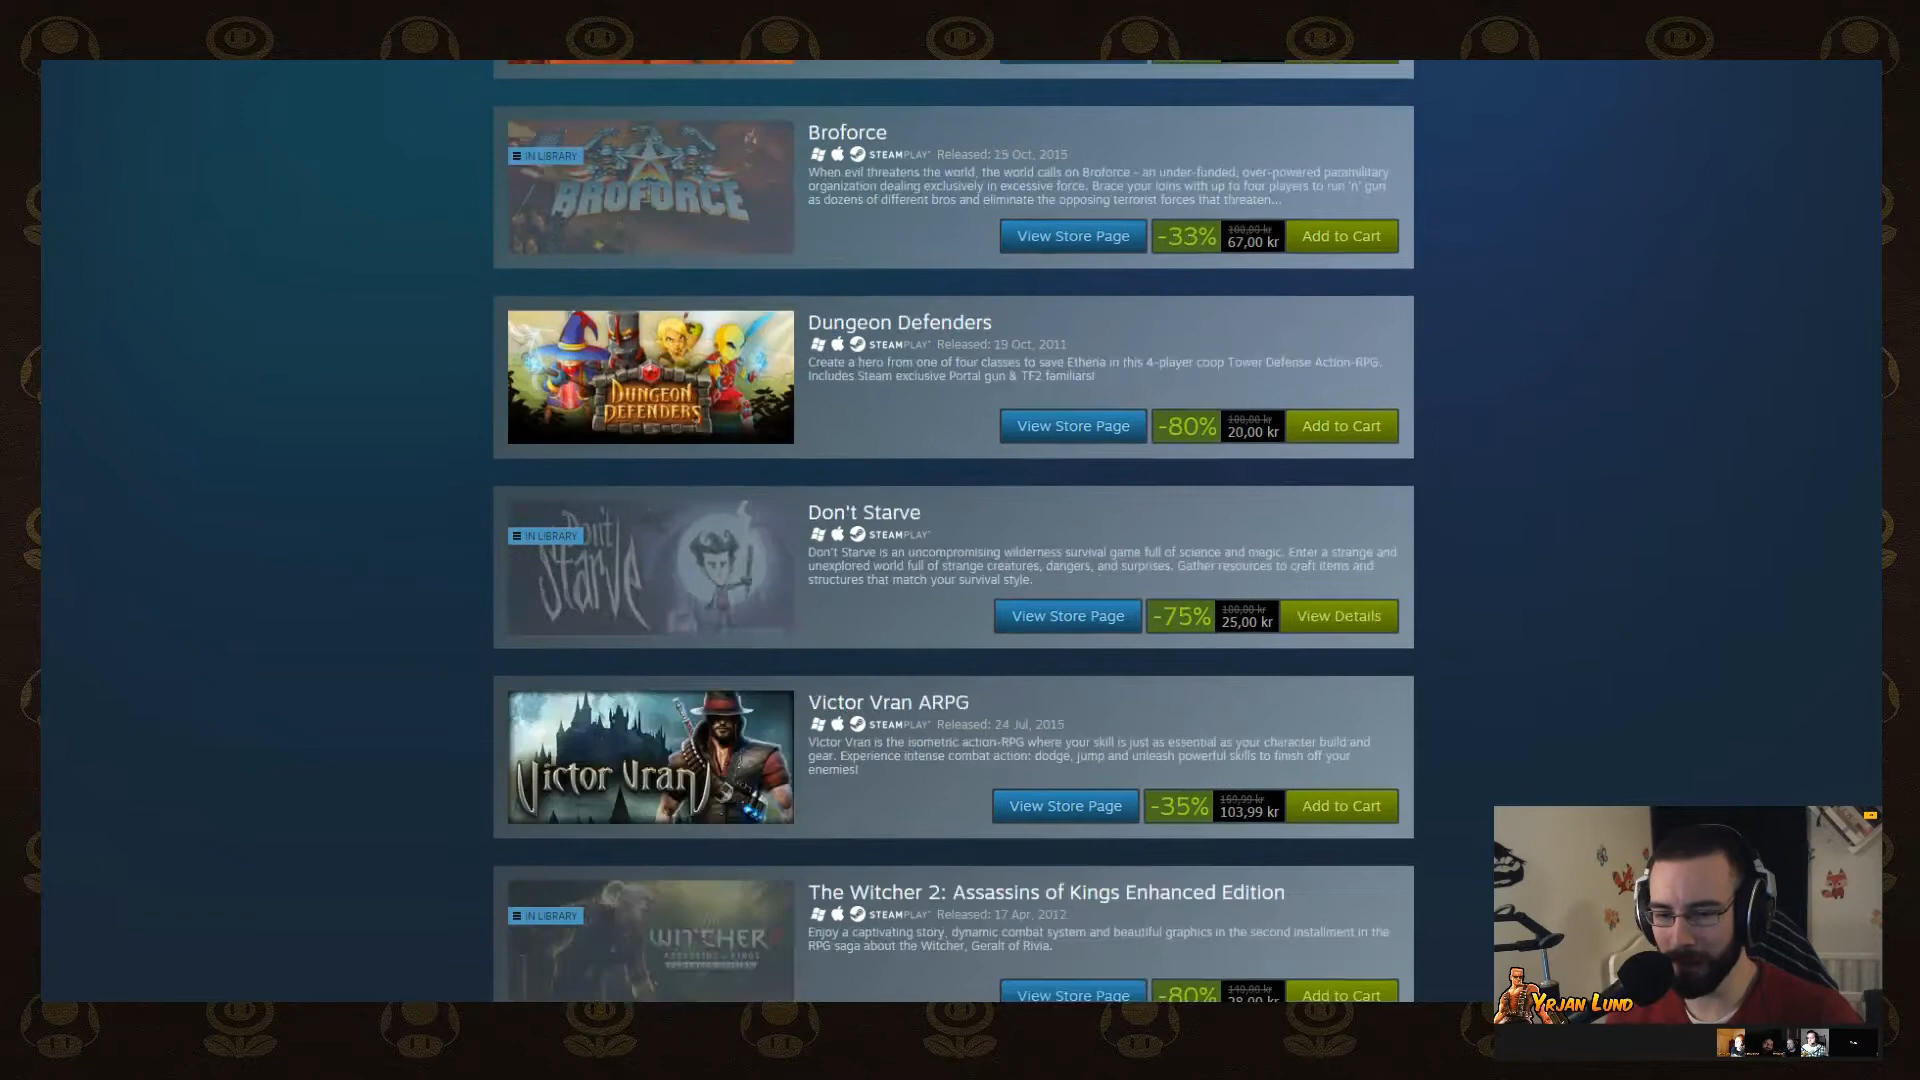 BROFORCE
IN LIBRARY
Broforce
STEAMPLAY Released: 15 Oct, 2015
When evil threatens the world, the world calls on Broforce - an under-funded, over-powered paramilitary
organization dealing exclusively in excessive force. Brace your loins with up to four players to run 'n' gun
as dozens of different bros and eliminate the opposing terrorist forces that threaten...
View Store Page
-33%
100,00 kr
67,00 kr
Add to Cart
DUNGEON
DEFENDERS
Dungeon Defenders
STEAMPLAY Released: 19 Oct, 2011
Create a hero from one of four classes to save Etheria in this 4-player coop Tower Defense Action-RPG.
Includes Steam exclusive Portal gun & TF2 familiars!
View Store Page
-80%
100,00 kr
20,00 kr
Add to Cart
Don't
Starve
IN LIBRARY
Don't Starve
STEAMPLAY
Don't Starve is an uncompromising wilderness survival game full of science and magic. Enter a strange and
unexplored world full of strange creatures, dangers, and surprises. Gather resources to craft items and
structures that match your survival style.
View Store Page
-75%
100,00 kr
25,00 kr
View Details
Victor Vran
Victor Vran ARPG
STEAMPLAY Released: 24 Jul, 2015
Victor Vran is the isometric action-RPG where your skill is just as essential as your character build and
gear. Experience intense combat action: dodge, jump and unleash powerful skills to finish off your
enemies!
View Store Page
-35%
159,99 kr
103,99 kr
Add to Cart
IN LIBRARY
THE WITCHER 2
ASSASSINS OF KINGS
The Witcher 2: Assassins of Kings Enhanced Edition
STEAMPLAY Released: 17 Apr, 2012
Enjoy a captivating story, dynamic combat system and beautiful graphics in the second installment in the
RPG saga about the Witcher, Geralt of Rivia.
View Store Page
-80%
140,00 kr
28,00 kr
Add to Cart
YRJAN LUND